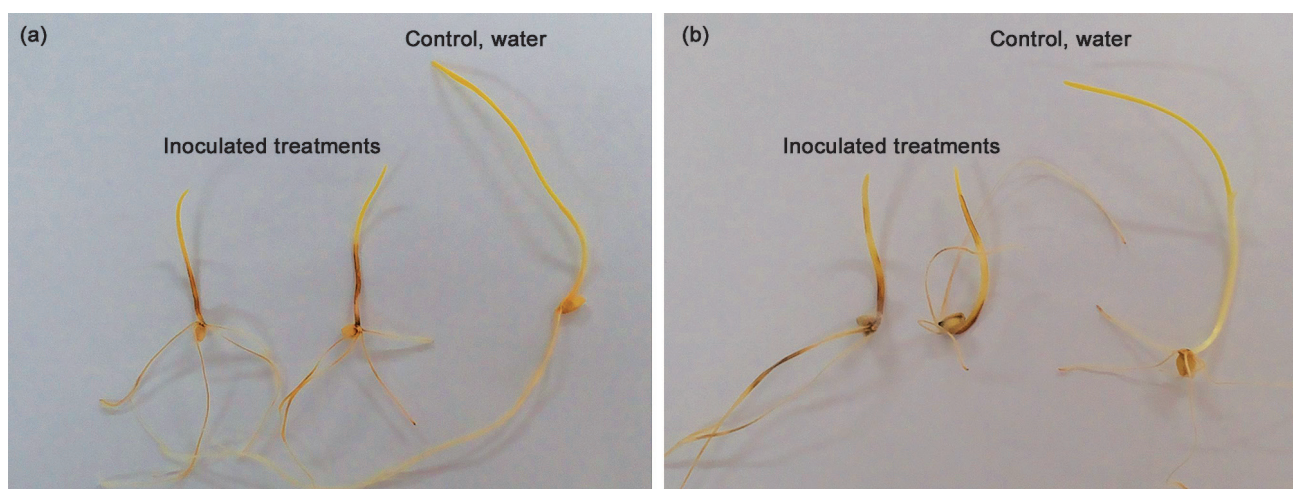 (a)
Control, water
Inoculated treatments
(b)
Control, water
Inoculated treatments